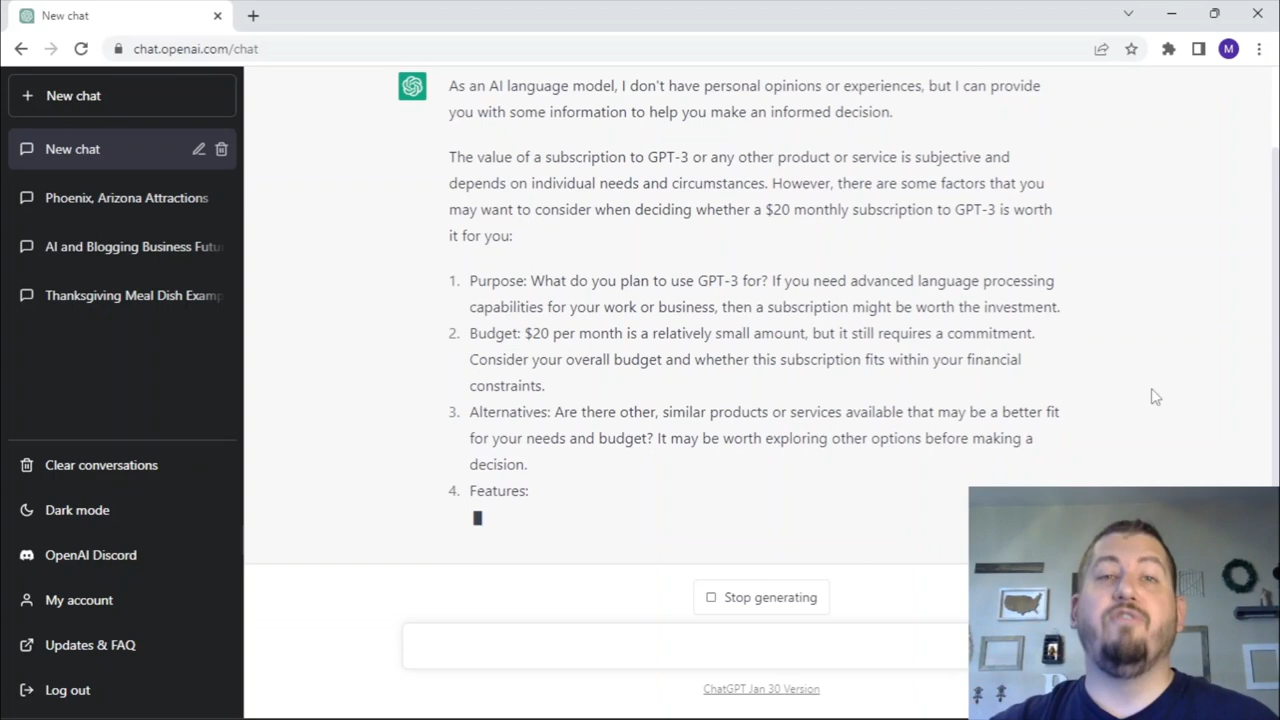 New chat
chat.openai.com/chat
M
New chat
New chat
Phoenix, Arizona Attractions
AI and Blogging Business Futu
Thanksgiving Meal Dish Examp
Clear conversations
Dark mode
OpenAI Discord
My account
Updates & FAQ
Log out
As an AI language model, I don't have personal opinions or experiences, but I can provide
you with some information to help you make an informed decision.
The value of a subscription to GPT-3 or any other product or service is subjective and
depends on individual needs and circumstances. However, there are some factors that you
may want to consider when deciding whether a $20 monthly subscription to GPT-3 is worth
it for you:
1. Purpose: What do you plan to use GPT-3 for? If you need advanced language processing
capabilities for your work or business, then a subscription might be worth the investment.
2. Budget: $20 per month is a relatively small amount, but it still requires a commitment.
Consider your overall budget and whether this subscription fits within your financial
constraints.
3. Alternatives: Are there other, similar products or services available that may be a better fit
for your needs and budget? It may be worth exploring other options before making a
decision.
4. Features:
Stop generating
ChatGPT Jan 30 Version